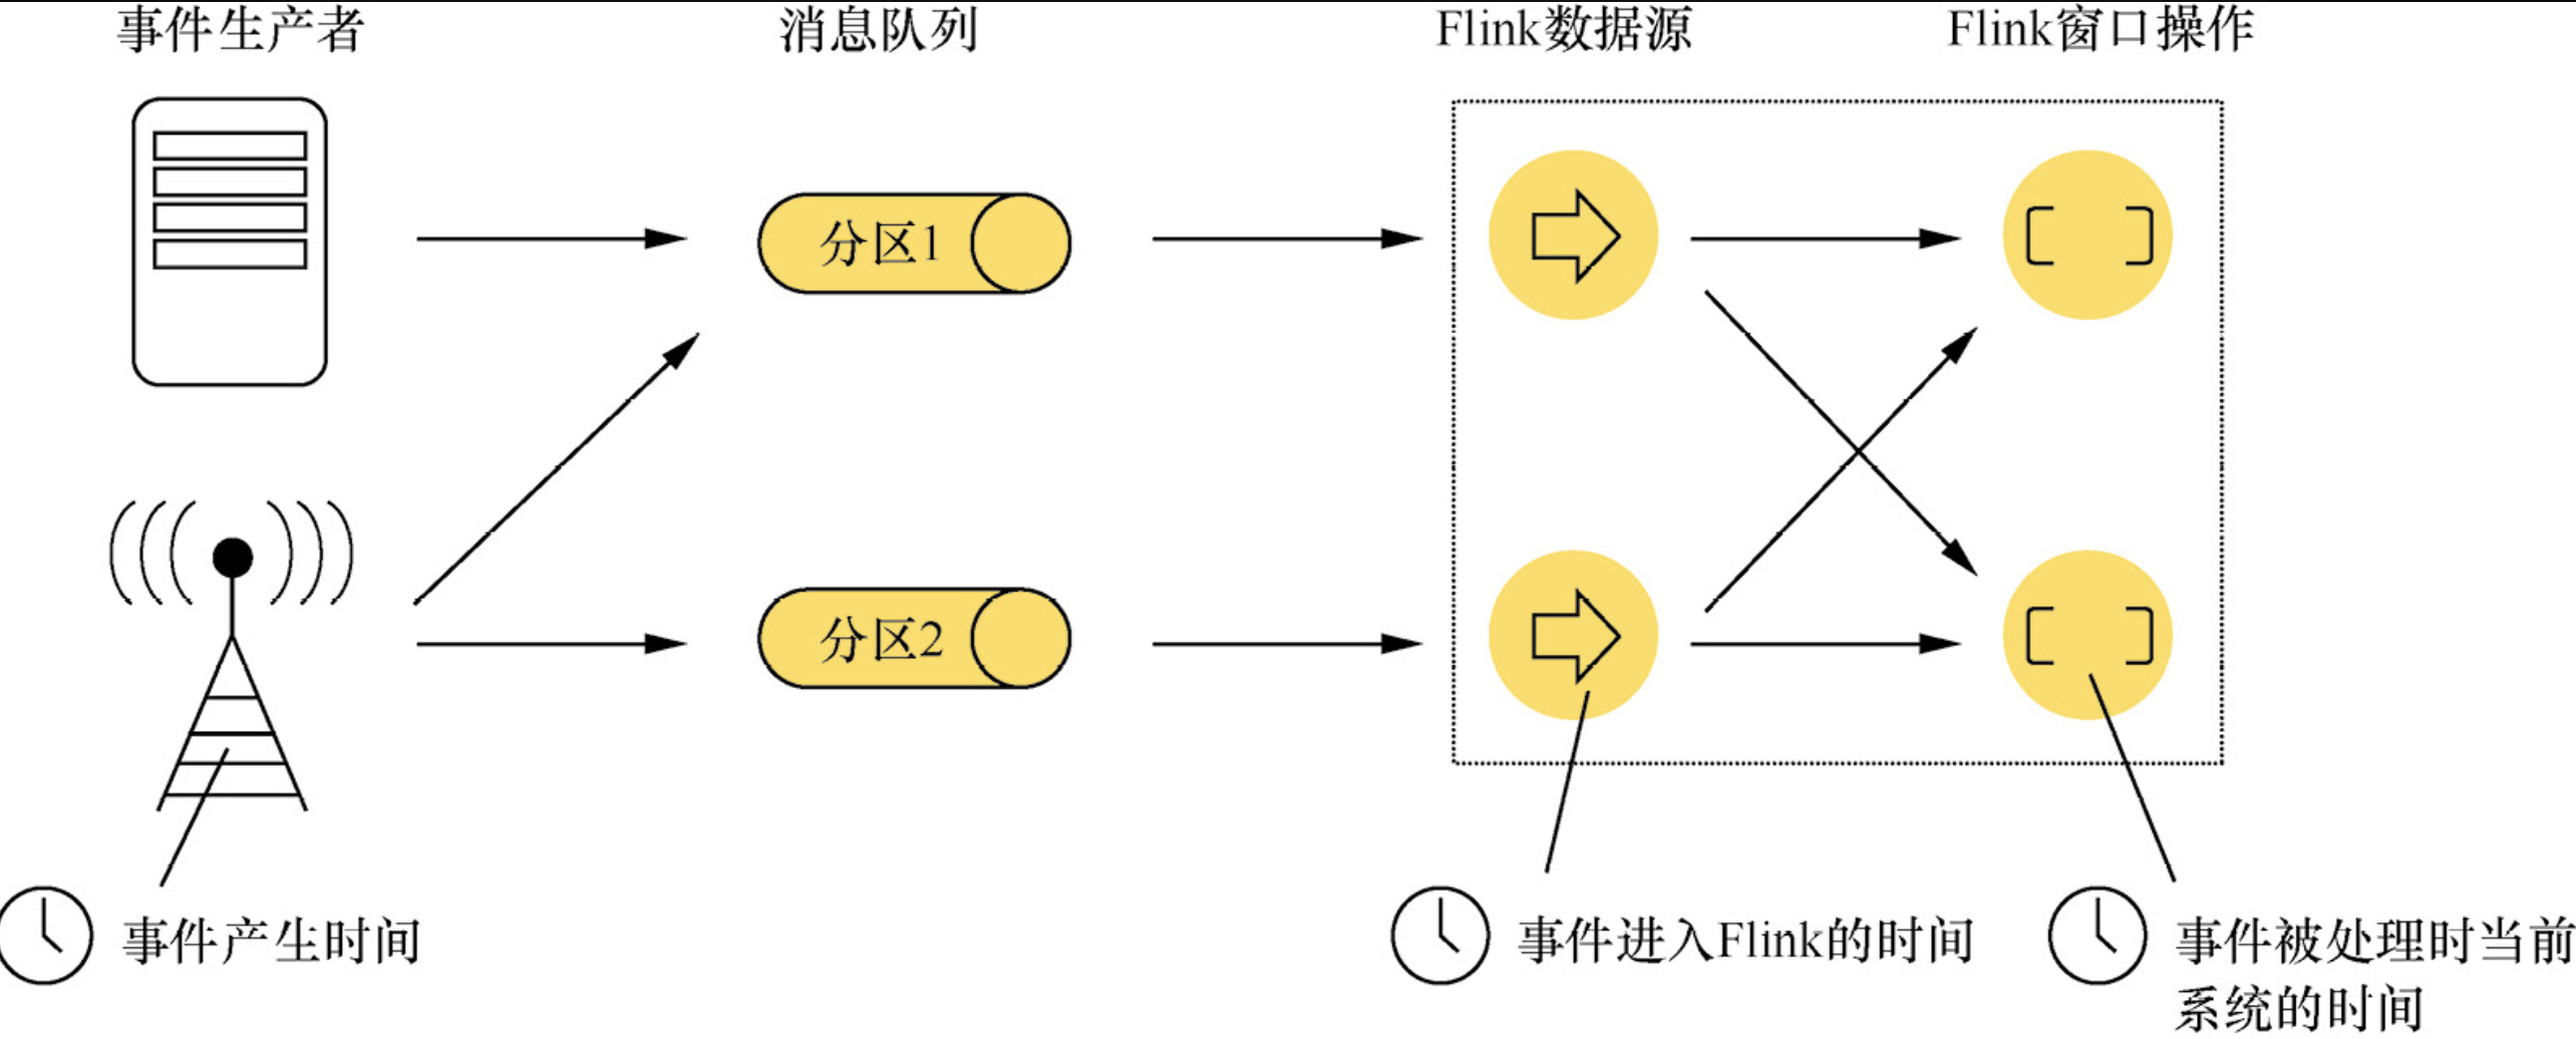 事件生产者
消息队列
Flink数据源
Flink窗口操作
分区1
分区2
事件产生时间
事件进入Flink的时间
事件被处理时当前
系统的时间